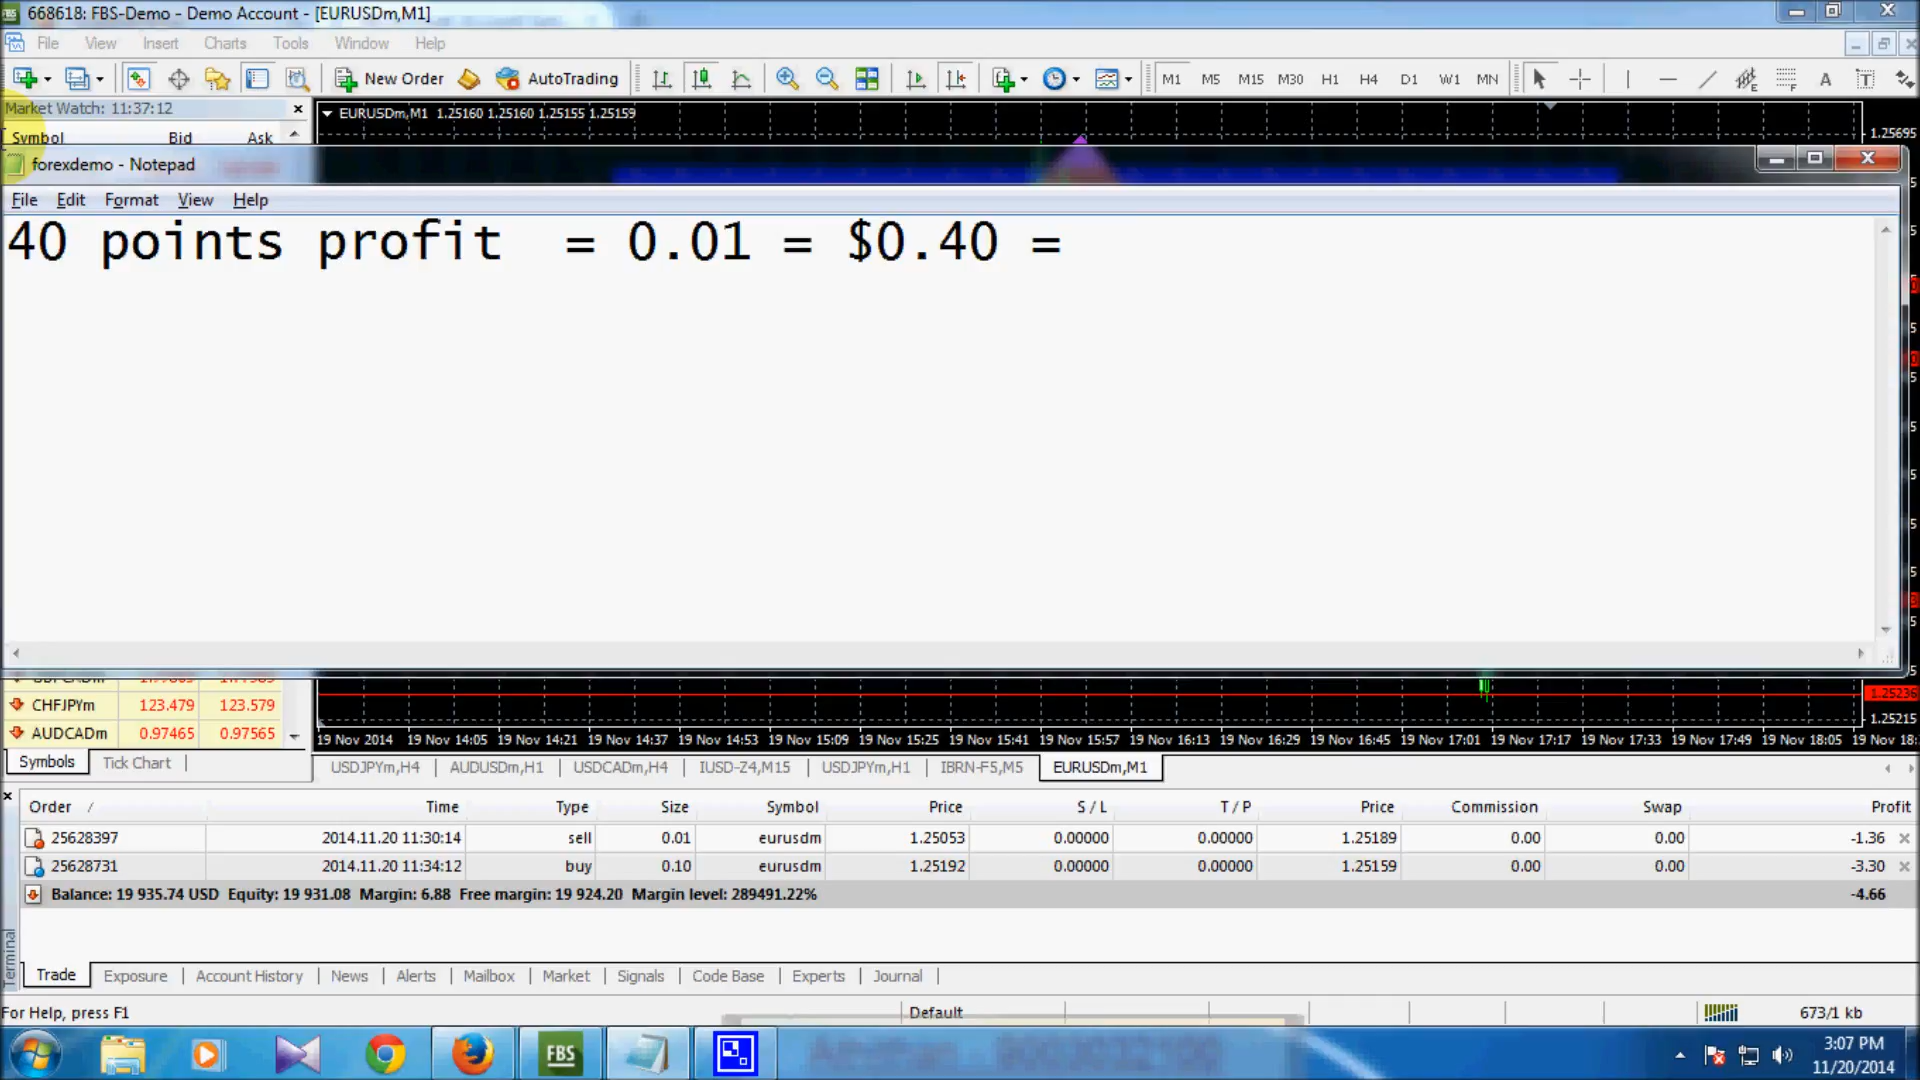 668618: FBS-Demo - Demo Account - [EURUSDm,M1]
File View Insert Charts Tools Window Help
New Order AutoTrading M1 M5 M15 M30 H1 H4 D1 W1 MN
Market Watch: 11:37:12
Symbol Bid Ask
EURUSDm,M1 1.25160 1.25160 1.25155 1.25159
1.25695
forexdemo - Notepad
File Edit Format View Help
40 points profit = 0.01 = $0.40 =
CHFJPYm 123.479 123.579
AUDCADm 0.97465 0.97565
1.25236
1.25215
19 Nov 2014 19 Nov 14:05 19 Nov 14:21 19 Nov 14:37 19 Nov 14:53 19 Nov 15:09 19 Nov 15:25 19 Nov 15:41 19 Nov 15:57 19 Nov 16:13 19 Nov 16:29 19 Nov 16:45 19 Nov 17:01 19 Nov 17:17 19 Nov 17:33 19 Nov 17:49 19 Nov 18:05 19 Nov 18:
Symbols Tick Chart
USDJPYm,H4 AUDUSDm,H1 USDCADm,H4 IUSD-Z4,M15 USDJPYm,H1 IBRN-F5,M5 EURUSDm,M1
Order / Time Type Size Symbol Price S / L T / P Price Commission Swap Profit
25628397 2014.11.20 11:30:14 sell 0.01 eurusdm 1.25053 0.00000 0.00000 1.25189 0.00 0.00 -1.36
25628731 2014.11.20 11:34:12 buy 0.10 eurusdm 1.25192 0.00000 0.00000 1.25159 0.00 0.00 -3.30
Balance: 19 935.74 USD Equity: 19 931.08 Margin: 6.88 Free margin: 19 924.20 Margin level: 289491.22% -4.66
Terminal
Trade Exposure Account History News Alerts Mailbox Market Signals Code Base Experts Journal
For Help, press F1 Default 673/1 kb
FBS
3:07 PM
11/20/2014